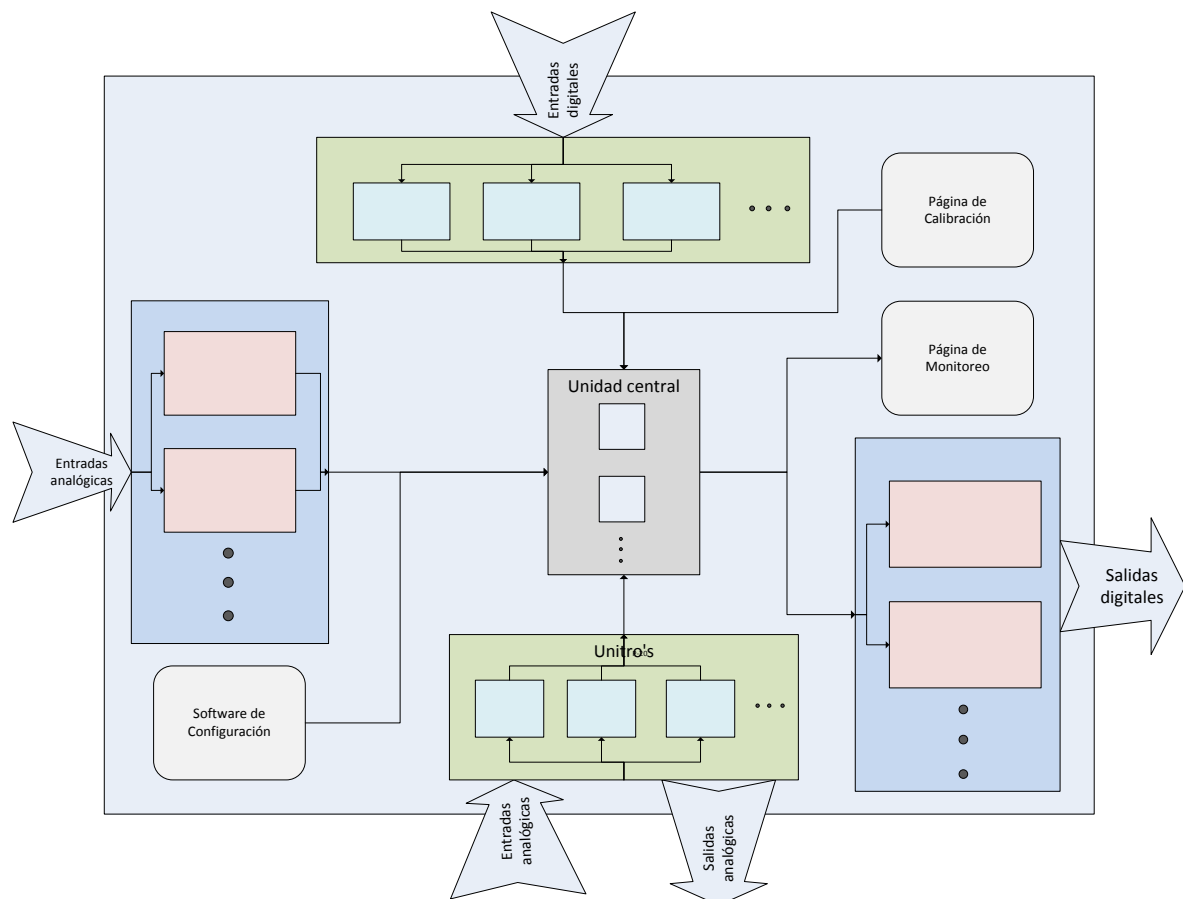 Entradas
digitales
Página de
Calibración
Página de
Monitoreo
Unidad central
Entradas
analógicas
Salidas
digitales
Unitro's
Software de
Configuración
Entradas
analógicas
Salidas
analógicas